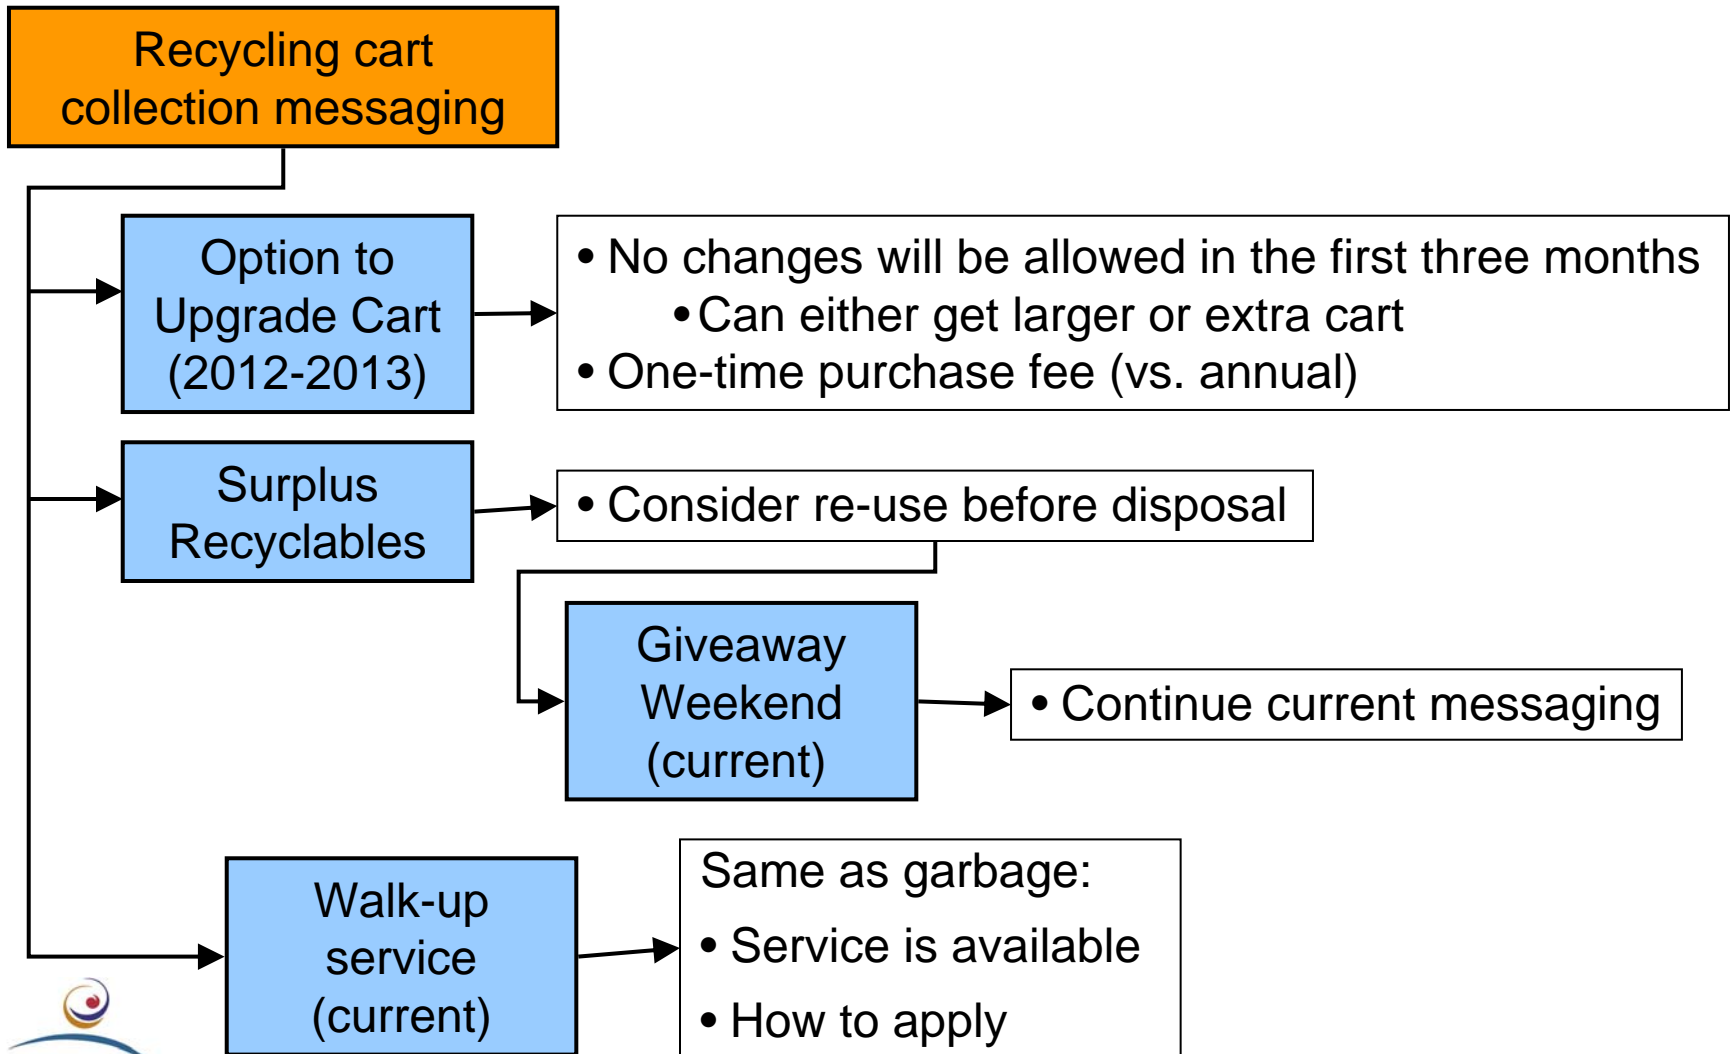 Recycling cart
collection messaging
Option to
Upgrade Cart
(2012-2013)
• No changes will be allowed in the first three months
• Can either get larger or extra cart
• One-time purchase fee (vs. annual)
Surplus
Recyclables
• Consider re-use before disposal
Giveaway
Weekend
(current)
• Continue current messaging
Walk-up
service
(current)
Same as garbage:
• Service is available
• How to apply